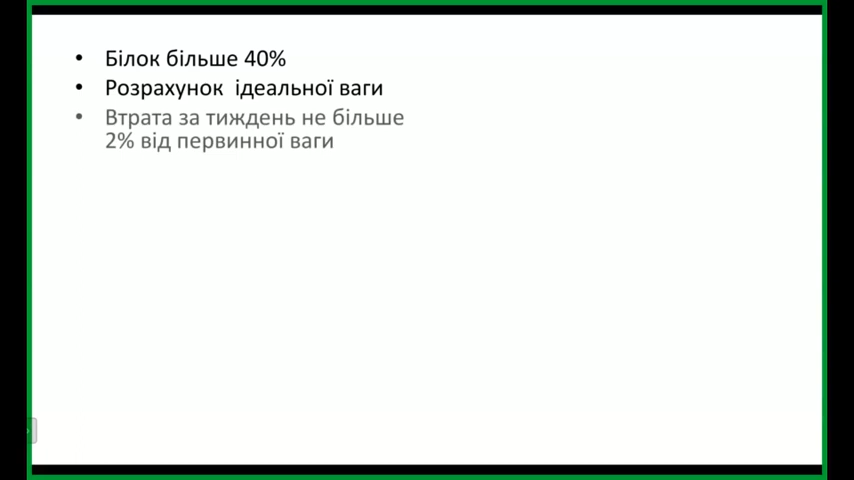 • Білок більше 40%
• Розрахунок ідеальної ваги
• Втрата за тиждень не більше
2% від первинної ваги